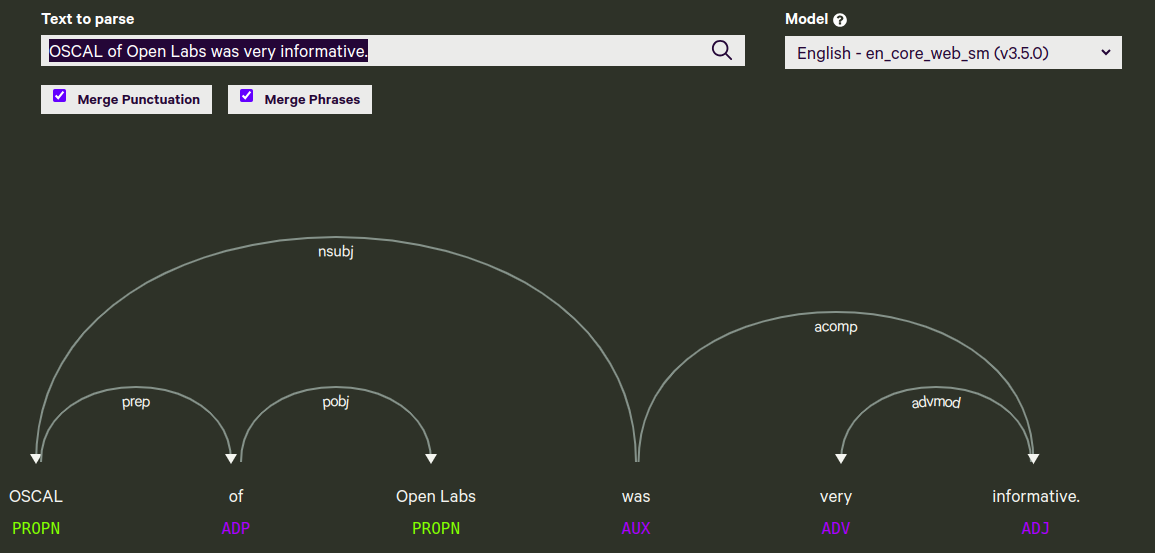 Text to parse
Model ?
OSCAL of Open Labs was very informative.
English - en_core_web_sm (v3.5.0)
Merge Punctuation
Merge Phrases
nsubj
acomp
prep
pobj
advmod
OSCAL of Open Labs was very informative.
PROPN ADP PROPN AUX ADV ADJ